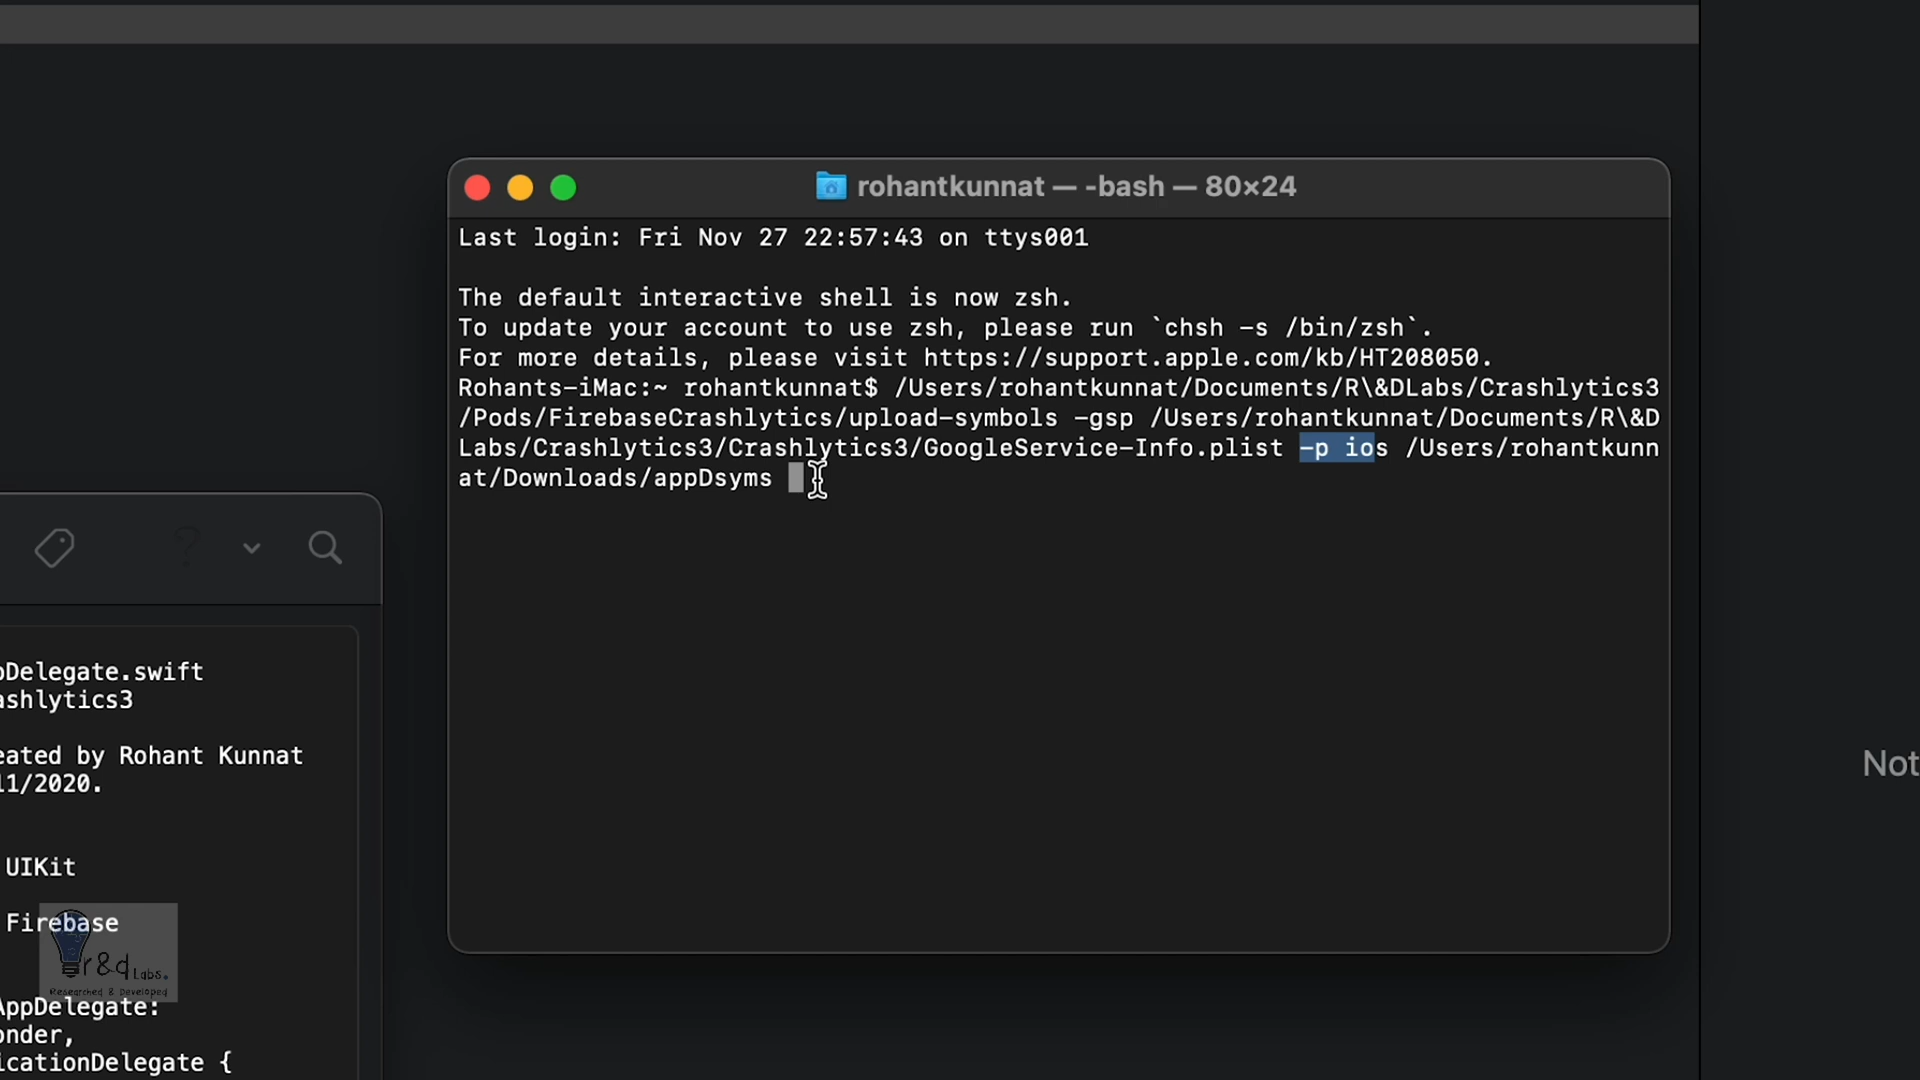 rohantkunnat — -bash — 80×24
Last login: Fri Nov 27 22:57:43 on ttys001
The default interactive shell is now zsh.
To update your account to use zsh, please run `chsh -s /bin/zsh`.
For more details, please visit https://support.apple.com/kb/HT208050.
Rohants-iMac:~ rohantkunnat$ /Users/rohantkunnat/Documents/R\&DLabs/Crashlytics3
/Pods/FirebaseCrashlytics/upload-symbols -gsp /Users/rohantkunnat/Documents/R\&D
Labs/Crashlytics3/Crashlytics3/GoogleService-Info.plist -p ios /Users/rohantkunn
at/Downloads/appDsyms
pDelegate.swift
ashlytics3
eated by Rohant Kunnat
11/2020.
UIKit
Firebase
AppDelegate:
onder,
icationDelegate {
r&d Labs.
Researched & Developed
Not